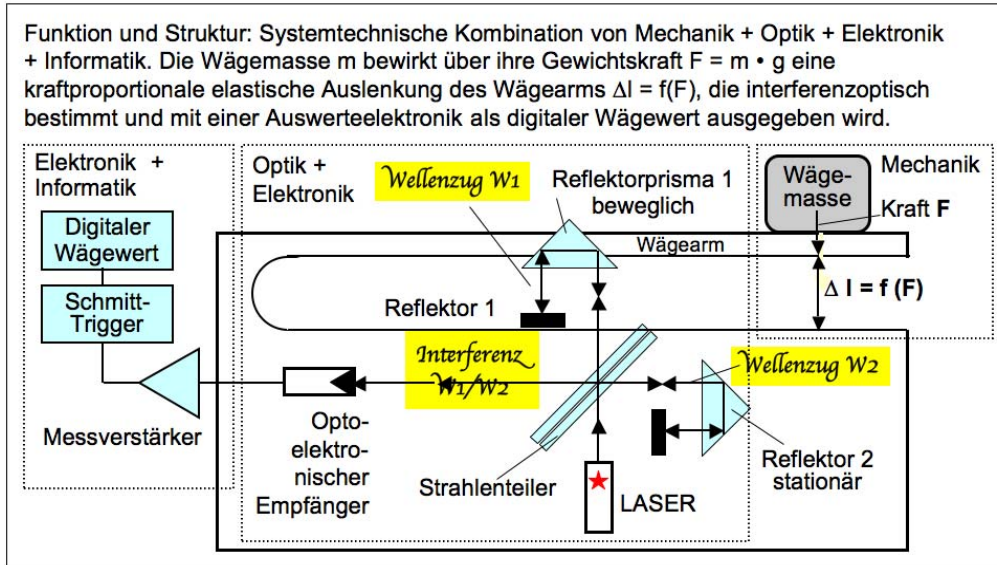 Funktion und Struktur: Systemtechnische Kombination von Mechanik + Optik + Elektronik
+ Informatik. Die Wägemasse m bewirkt über ihre Gewichtskraft F = m • g eine
kraftproportionale elastische Auslenkung des Wägearms Δl = f(F), die interferenzoptisch
bestimmt und mit einer Auswerteelektronik als digitaler Wägewert ausgegeben wird.
Elektronik +
Informatik
Digitaler
Wägewert
Schmitt-
Trigger
Messverstärker
Optik +
Elektronik
Wellenzug W1
Reflektorprisma 1
beweglich
Wägearm
Reflektor 1
Interferenz
W1/W2
Wellenzug W2
Opto-
elektro-
nischer
Empfänger
Strahlenteiler
LASER
Reflektor 2
stationär
Wäge-
masse
Mechanik
Kraft F
Δ l = f (F)